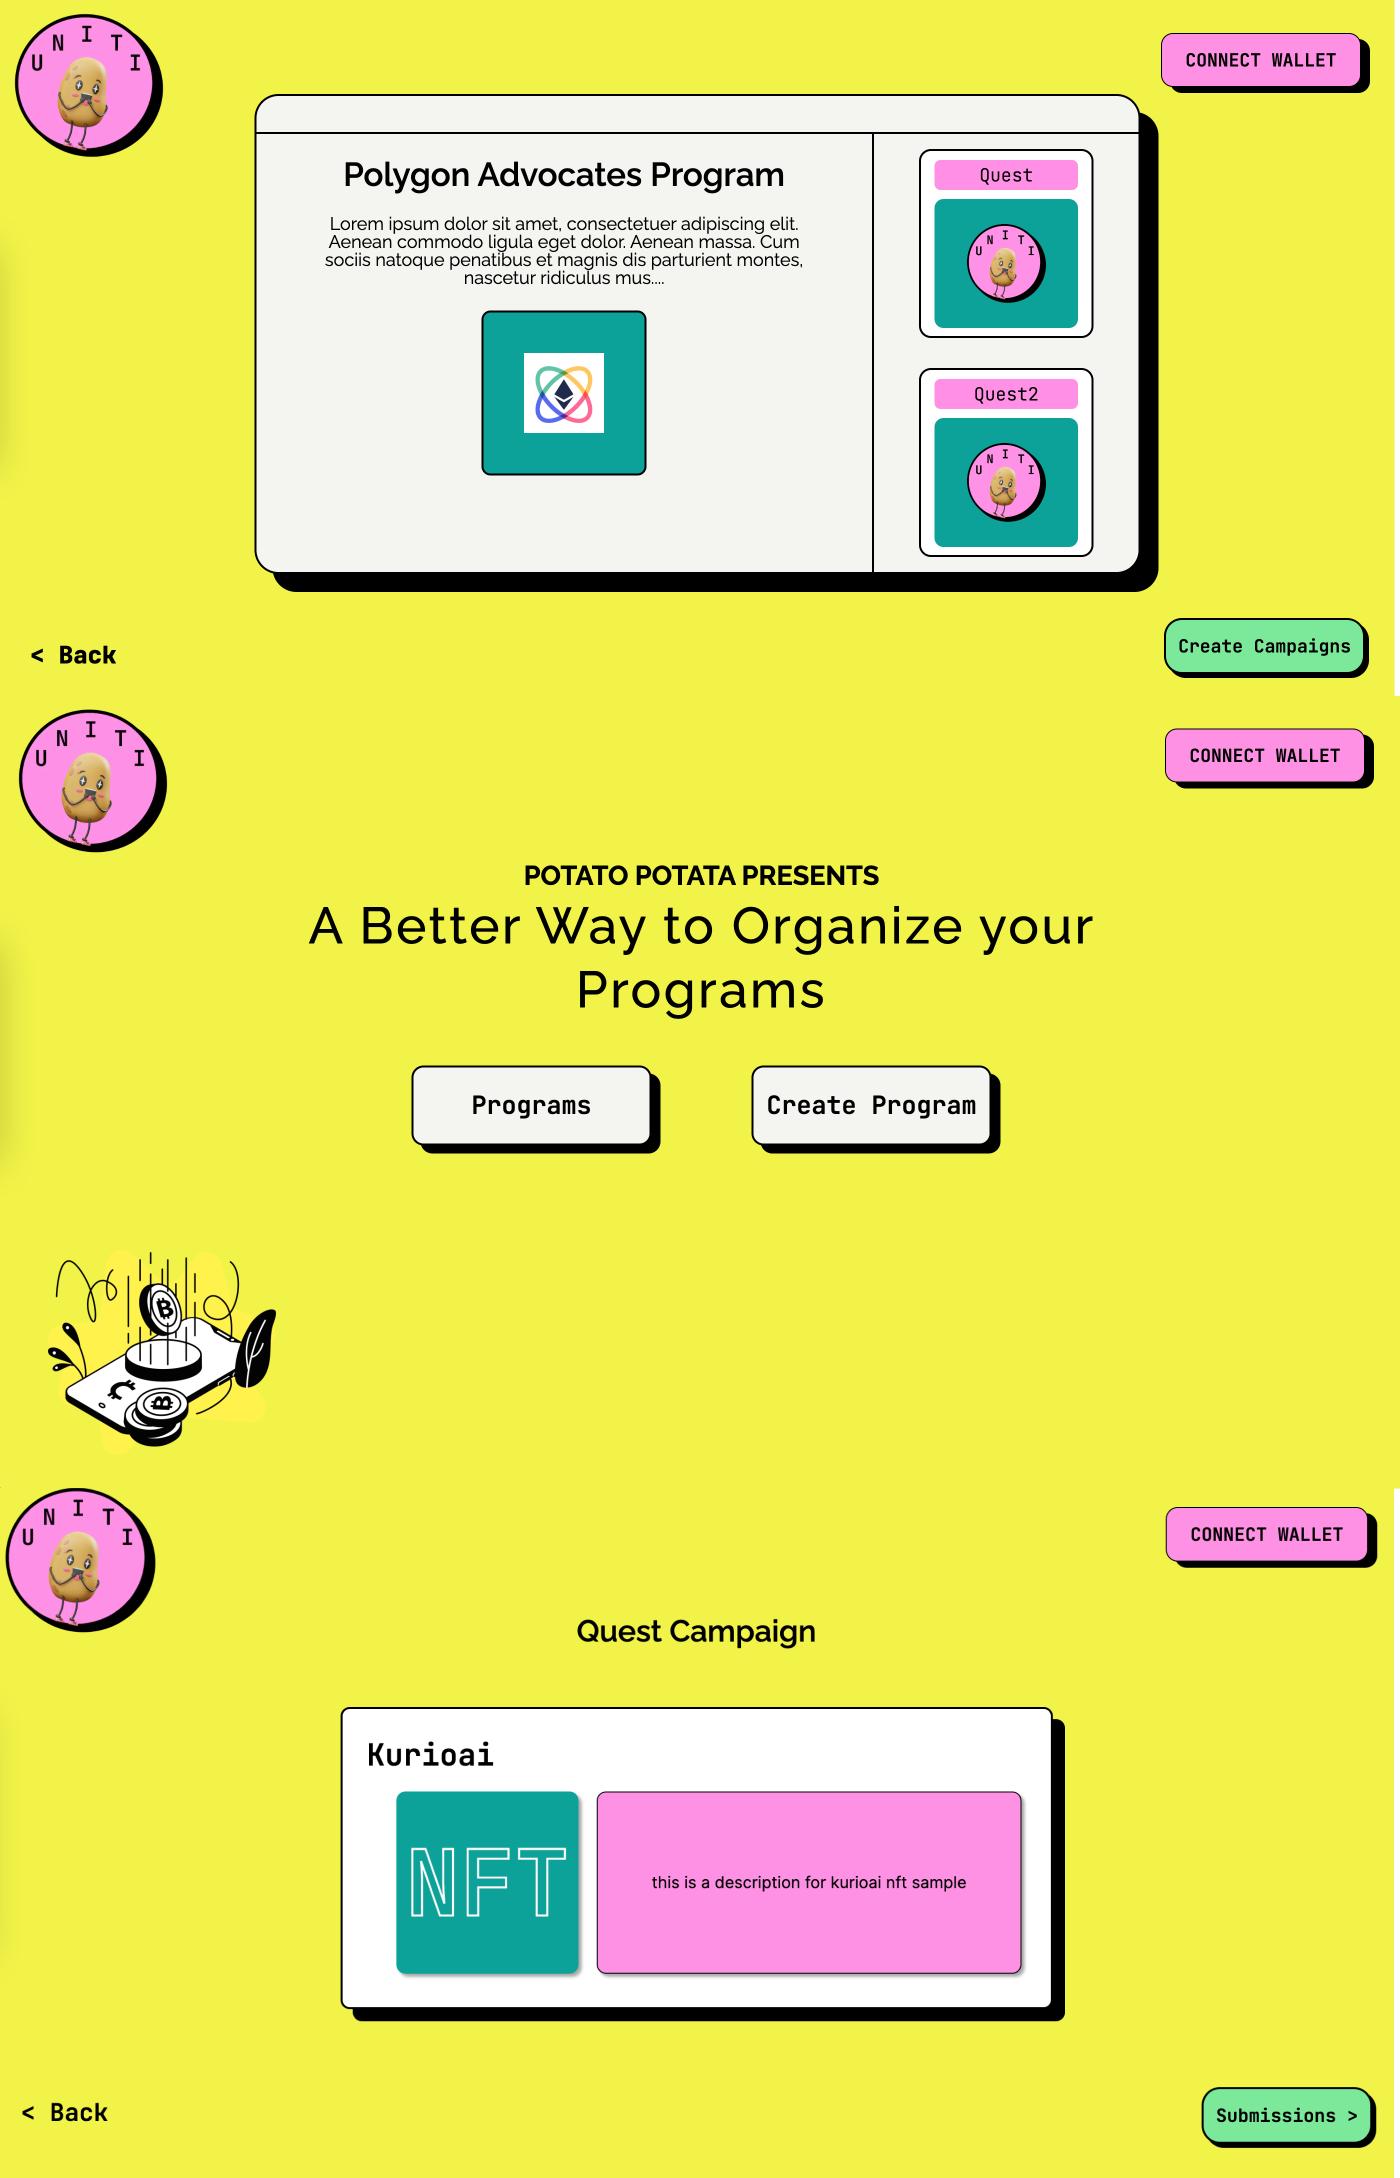 UNITI
CONNECT WALLET
Polygon Advocates Program
Lorem ipsum dolor sit amet, consectetuer adipiscing elit.
Aenean commodo ligula eget dolor. Aenean massa. Cum
sociis natoque penatibus et magnis dis parturient montes,
nascetur ridiculus mus....
Quest
UNITI
Quest2
UNITI
< Back
Create Campaigns
UNITI
CONNECT WALLET
POTATO POTATA PRESENTS
A Better Way to Organize your
Programs
Programs
Create Program
UNITI
CONNECT WALLET
Quest Campaign
Kurioai
NFT
this is a description for kurioai nft sample
< Back
Submissions >